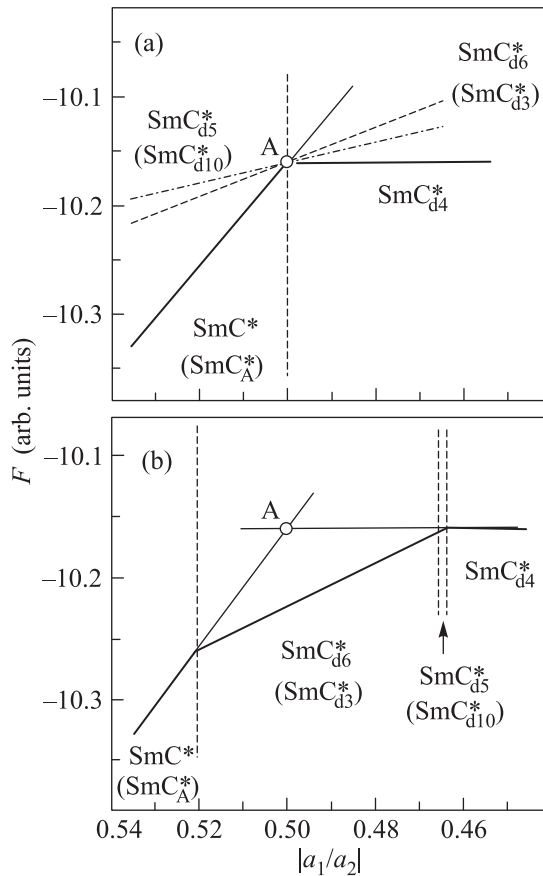 (a)
SmC*d6
(SmC*d3)
–10.1
SmC*d5
(SmC*d10)
A
–10.2
SmC*d4
–10.3
SmC*
(SmC*A)
F (arb. units)
(b)
–10.1
A
–10.2
SmC*d4
SmC*d6
(SmC*d3)
SmC*d5
(SmC*d10)
–10.3
SmC*
(SmC*A)
0.54 0.52 0.50 0.48 0.46
|a1/a2|